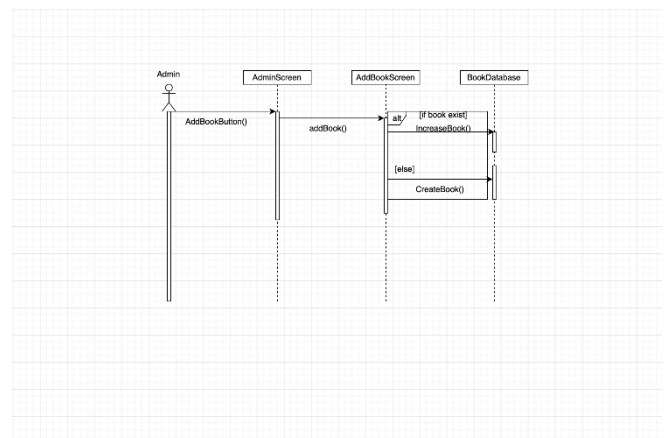 Admin
AdminScreen
AddBookScreen
BookDatabase
AddBookButton()
addBook()
alt
[if book exist]
IncreaseBook()
[else]
CreateBook()